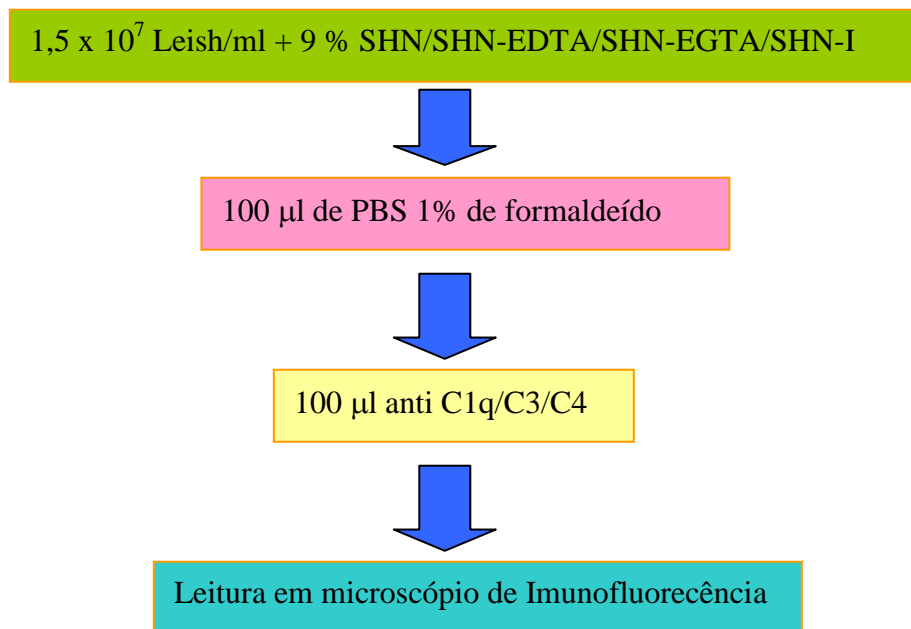 1,5 x 10⁷ Leish/ml + 9 % SHN/SHN-EDTA/SHN-EGTA/SHN-I
100 μl de PBS 1% de formaldeído
100 μl anti C1q/C3/C4
Leitura em microscópio de Imunofluorecência